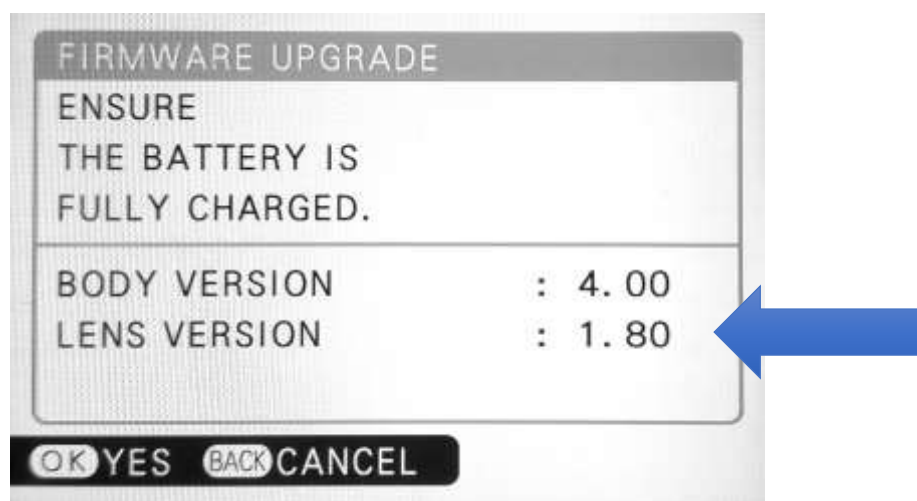 FIRMWARE UPGRADE
ENSURE
THE BATTERY IS
FULLY CHARGED.
BODY VERSION : 4.00
LENS VERSION : 1.80
OK YES BACK CANCEL